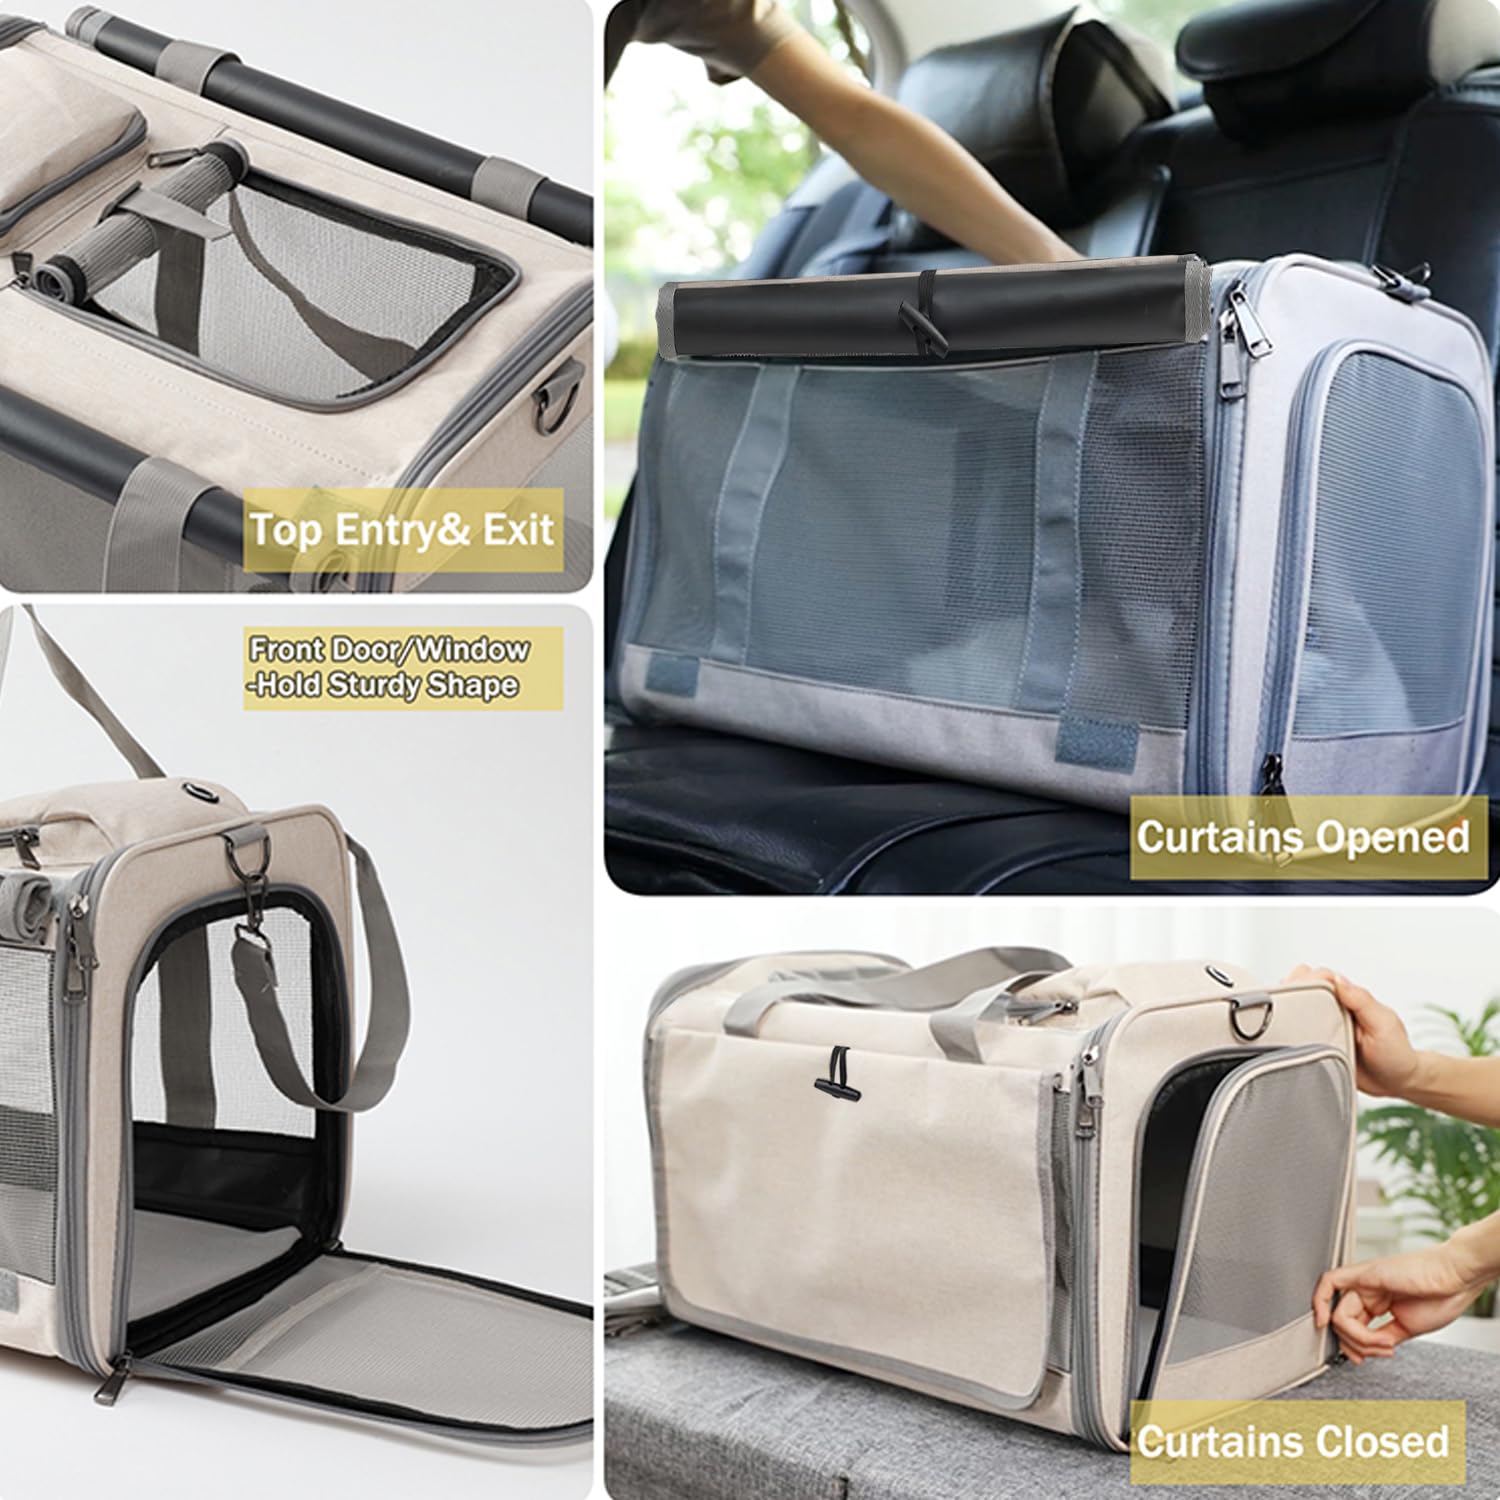 Top Entry& Exit
Front Door/Window
-Hold Sturdy Shape
Curtains Opened
Curtains Closed